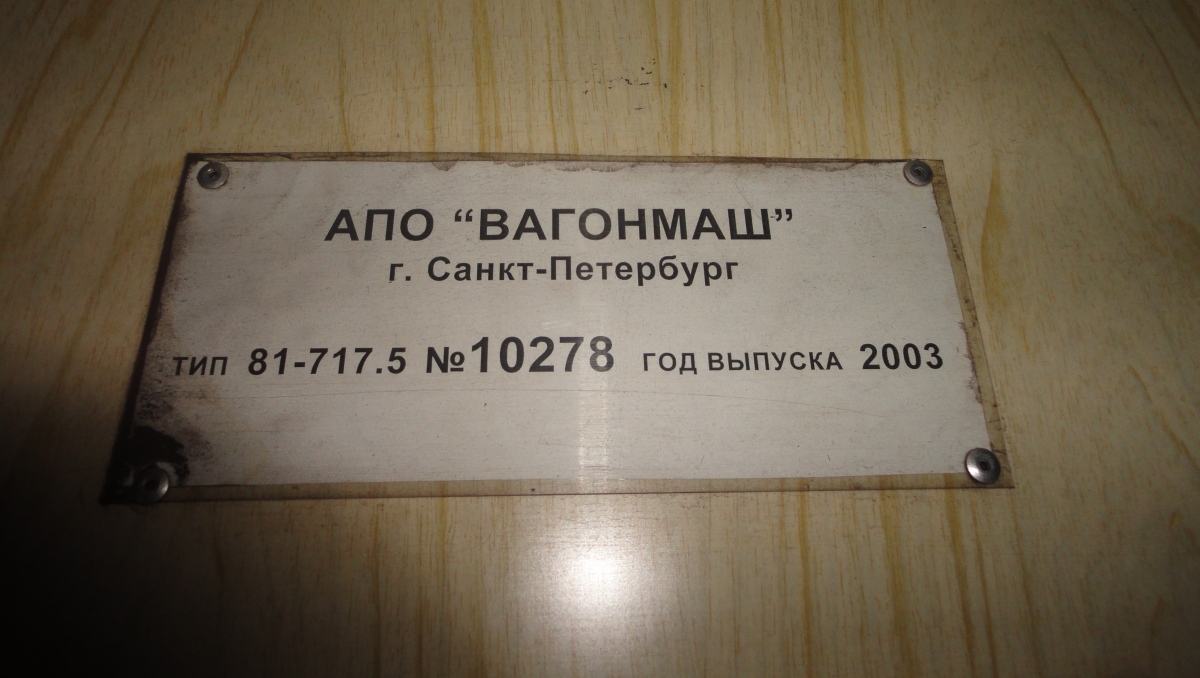 АПО “ВАГОНМАШ”
г. Санкт-Петербург
ТИП 81-717.5 №10278 ГОД ВЫПУСКА 2003